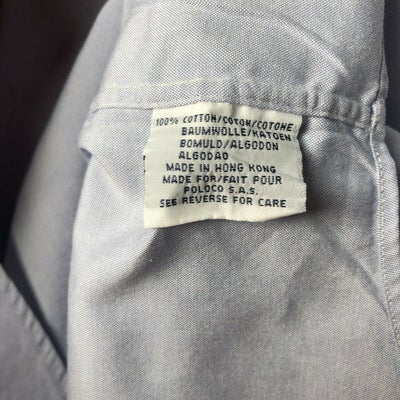 100% COTTON/COTON/COTONE
BAUMWOLLE/KATOEN
BOMULD/ALGODON
ALGODAO
MADE IN HONG KONG
MADE FOR/FAIT POUR
POLOCO S.A.S.
SEE REVERSE FOR CARE